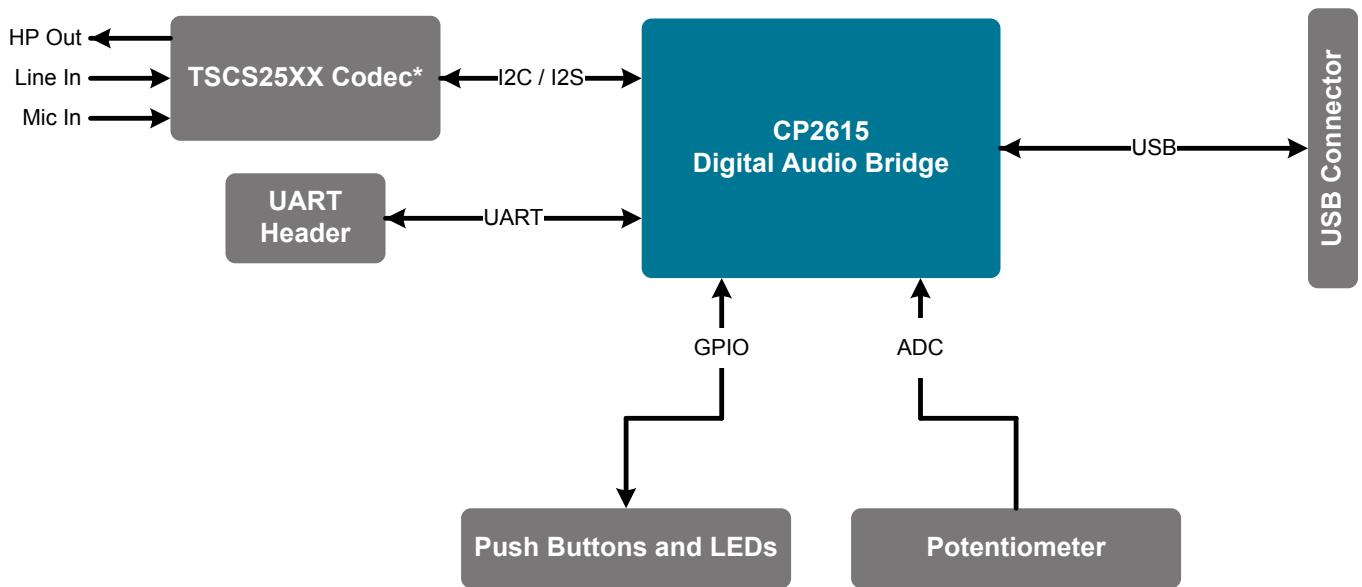 HP Out
Line In
Mic In
TSCS25XX Codec*
I2C / I2S
CP2615
Digital Audio Bridge
USB
USB Connector
UART
Header
UART
GPIO
ADC
Push Buttons and LEDs
Potentiometer